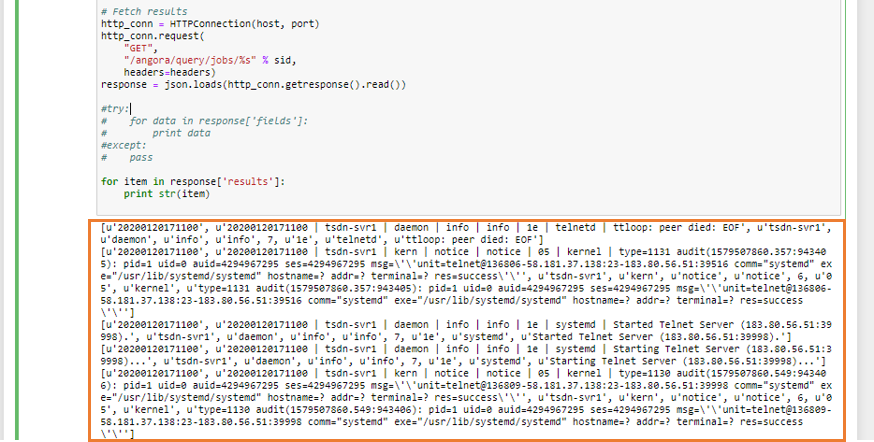 # Fetch results
http_conn = HTTPConnection(host, port)
http_conn.request(
    "GET",
    "/angora/query/jobs/%s" % sid,
    headers=headers)
response = json.loads(http_conn.getresponse().read())
#try:
#    for data in response['fields']:
#        print data
#except:
#    pass
for item in response['results']:
    print str(item)
[u'20200120171100', u'20200120171100 | tsdn-svr1 | daemon | info | info | 1e | telnetd | ttloop: peer died: EOF', u'tsdn-svr1',
u'daemon', u'info', u'info', 7, u'1e', u'telnetd', u'ttloop: peer died: EOF']
[u'20200120171100', u'20200120171100 | tsdn-svr1 | kern | notice | notice | 05 | kernel | type=1131 audit(1579507860.357:94340
5): pid=1 uid=0 auid=4294967295 ses=4294967295 msg=\'\'unit=telnet@136806-58.181.37.138:23-183.80.56.51:39516 comm="systemd" ex
e="/usr/lib/systemd/systemd" hostname=? addr=? terminal=? res=success\'\'', u'tsdn-svr1', u'kern', u'notice', u'notice', 6, u'0
5', u'kernel', u'type=1131 audit(1579507860.357:943405): pid=1 uid=0 auid=4294967295 ses=4294967295 msg=\'\'unit=telnet@136806-
58.181.37.138:23-183.80.56.51:39516 comm="systemd" exe="/usr/lib/systemd/systemd" hostname=? addr=? terminal=? res=success
\'\'']
[u'20200120171100', u'20200120171100 | tsdn-svr1 | daemon | info | info | 1e | systemd | Started Telnet Server (183.80.56.51:39
998).', u'tsdn-svr1', u'daemon', u'info', u'info', 7, u'1e', u'systemd', u'Started Telnet Server (183.80.56.51:39998).']
[u'20200120171100', u'20200120171100 | tsdn-svr1 | daemon | info | info | 1e | systemd | Starting Telnet Server (183.80.56.51:3
9998)...', u'tsdn-svr1', u'daemon', u'info', u'info', 7, u'1e', u'systemd', u'Starting Telnet Server (183.80.56.51:39998)...']
[u'20200120171100', u'20200120171100 | tsdn-svr1 | kern | notice | notice | 05 | kernel | type=1130 audit(1579507860.549:94340
6): pid=1 uid=0 auid=4294967295 ses=4294967295 msg=\'\'unit=telnet@136809-58.181.37.138:23-183.80.56.51:39998 comm="systemd" ex
e="/usr/lib/systemd/systemd" hostname=? addr=? terminal=? res=success\'\'', u'tsdn-svr1', u'kern', u'notice', u'notice', 6, u'0
5', u'kernel', u'type=1130 audit(1579507860.549:943406): pid=1 uid=0 auid=4294967295 ses=4294967295 msg=\'\'unit=telnet@136809-
58.181.37.138:23-183.80.56.51:39998 comm="systemd" exe="/usr/lib/systemd/systemd" hostname=? addr=? terminal=? res=success
\'\'']